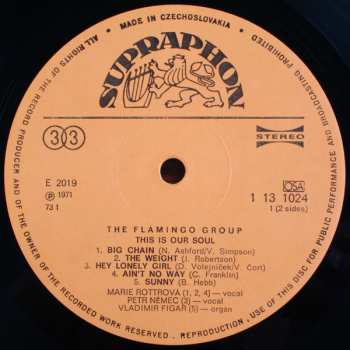 MADE IN CZECHOSLOVAKIA
ALL RIGHTS OF THE RECORD PRODUCER AND OF THE OWNER OF THE RECORDED WORK RESERVED. REPRODUCTION, USE OF THIS DISC FOR PUBLIC PERFORMANCE AND BROADCASTING PROHIBITED
SUPRAPHON
33
STEREO
E 2019
Ⓟ 1971
73 I
OSA
1 13 1024
1 (2 sides)
THE FLAMINGO GROUP
THIS IS OUR SOUL
1. BIG CHAIN (N. Ashford/V. Simpson)
2. THE WEIGHT (J. Robertson)
3. HEY LONELY GIRL (D. Volejníček/V. Čort)
4. AIN'T NO WAY (C. Franklin)
5. SUNNY (B. Hebb)
MARIE ROTTROVÁ (1, 2, 4)—vocal
PETR NĚMEC (3)—vocal
VLADIMÍR FIGAR (5)—organ